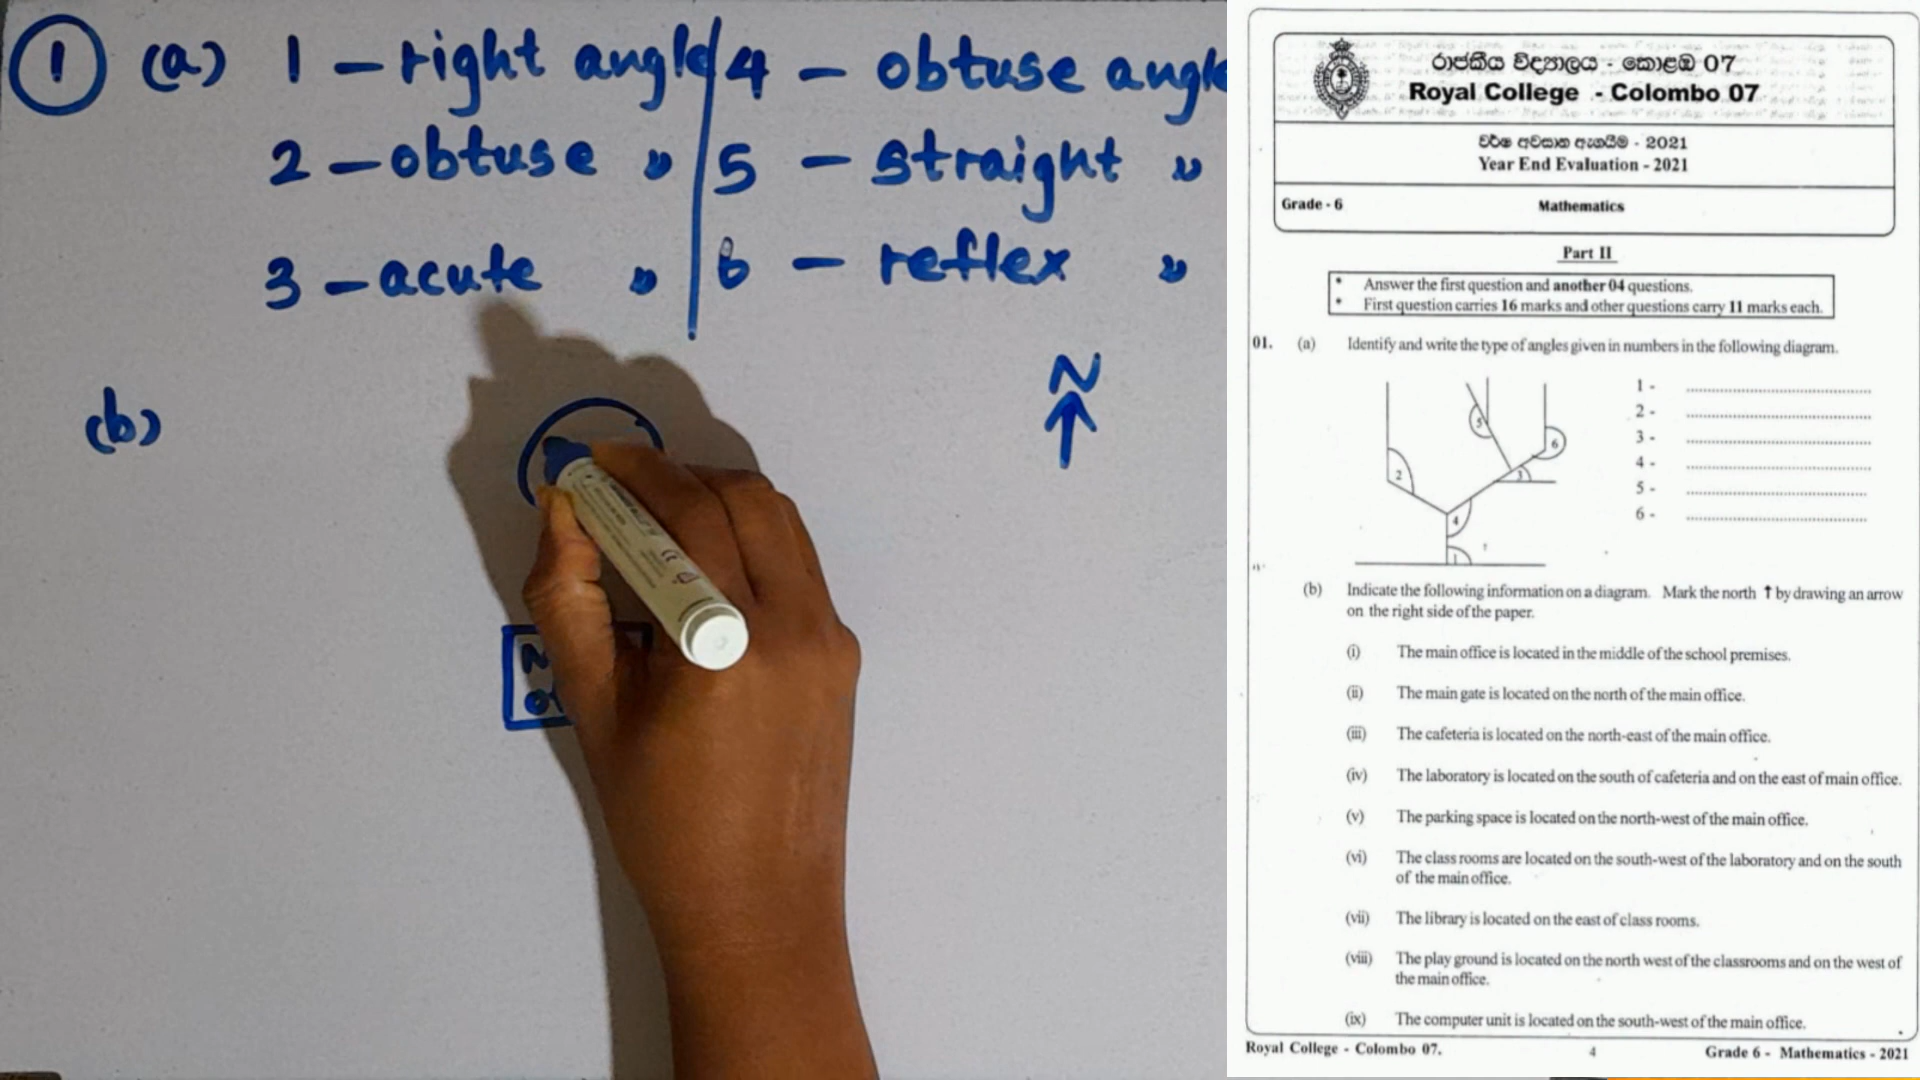 1 (a) 1 – right angle 4 – obtuse angle
2 – obtuse " 5 – straight "
3 – acute " 6 – reflex "
N
(b)
රාජකීය විද්‍යාලය - කොළඹ 07
Royal College - Colombo 07
වර්ෂ අවසාන ඇගයීම - 2021
Year End Evaluation - 2021
Grade - 6 Mathematics
Part II
* Answer the first question and another 04 questions.
* First question carries 16 marks and other questions carry 11 marks each.
01. (a) Identify and write the type of angles given in numbers in the following diagram.
1 - ..............................
2 - ..............................
3 - ..............................
4 - ..............................
5 - ..............................
6 - ..............................
5
6
2
3
4
1
(b) Indicate the following information on a diagram. Mark the north ↑ by drawing an arrow
on the right side of the paper.
(i) The main office is located in the middle of the school premises.
(ii) The main gate is located on the north of the main office.
(iii) The cafeteria is located on the north-east of the main office.
(iv) The laboratory is located on the south of cafeteria and on the east of main office.
(v) The parking space is located on the north-west of the main office.
(vi) The class rooms are located on the south-west of the laboratory and on the south
of the main office.
(vii) The library is located on the east of class rooms.
(viii) The play ground is located on the north west of the classrooms and on the west of
the main office.
(ix) The computer unit is located on the south-west of the main office.
Royal College - Colombo 07. 4 Grade 6 - Mathematics - 2021